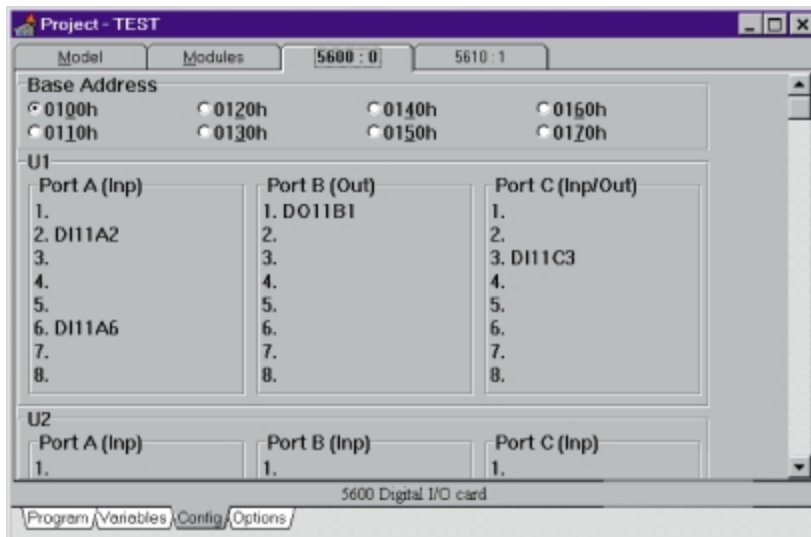 Project - TEST
Model Modules 5600 : 0 5610 : 1
Base Address
0100h 0120h 0140h 0160h
0110h 0130h 0150h 0170h
U1
Port A (Inp) Port B (Out) Port C (Inp/Out)
1. 1. DO11B1 1.
2. DI11A2 2. 2.
3. 3. 3. DI11C3
4. 4. 4.
5. 5. 5.
6. DI11A6 6. 6.
7. 7. 7.
8. 8. 8.
U2
Port A (Inp) Port B (Inp) Port C (Inp)
1. 1. 1.
5600 Digital I/O card
Program Variables Config Options